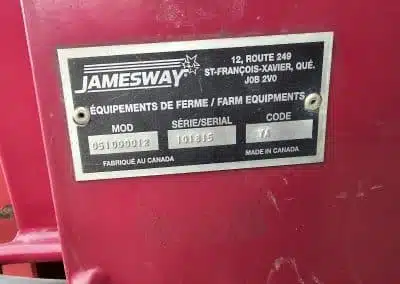 JAMESWAY
12, ROUTE 249
ST-FRANÇOIS-XAVIER, QUÉ.
J0B 2V0
ÉQUIPEMENTS DE FERME / FARM EQUIPMENTS
MOD SÉRIE/SERIAL CODE
051000012 101815 YA
FABRIQUÉ AU CANADA MADE IN CANADA